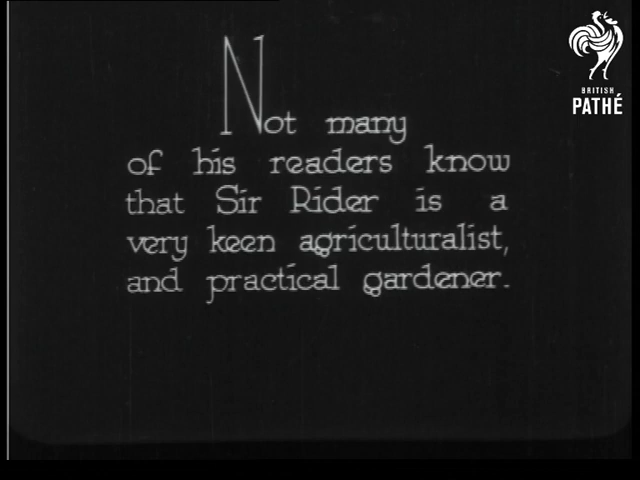 Not many
of his readers know
that Sir Rider is a
very keen agriculturalist,
and practical gardener.
BRITISH
PATHÉ